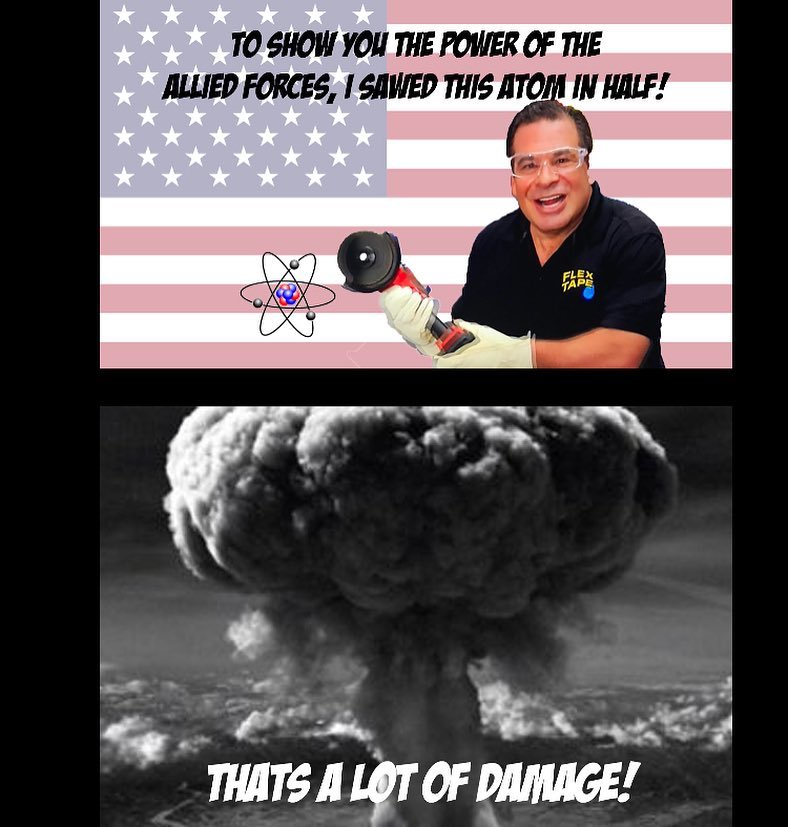 TO SHOW YOU THE POWER OF THE
ALLIED FORCES, I SAWED THIS ATOM IN HALF!
FLEX
TAPE
THATS A LOT OF DAMAGE!